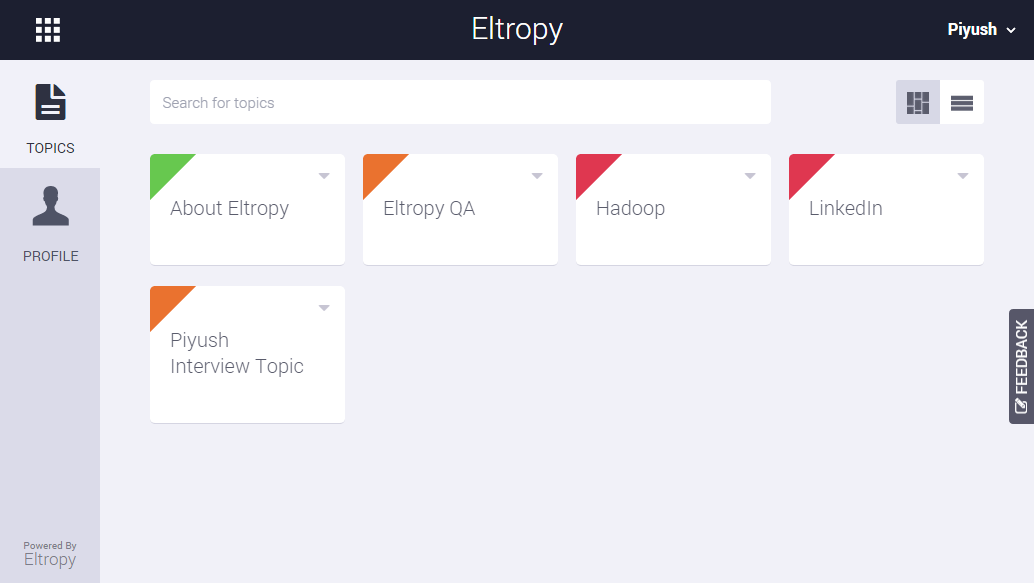 Eltropy
Piyush
TOPICS
PROFILE
Search for topics
About Eltropy
Eltropy QA
Hadoop
LinkedIn
Piyush
Interview Topic
FEEDBACK
Powered By
Eltropy